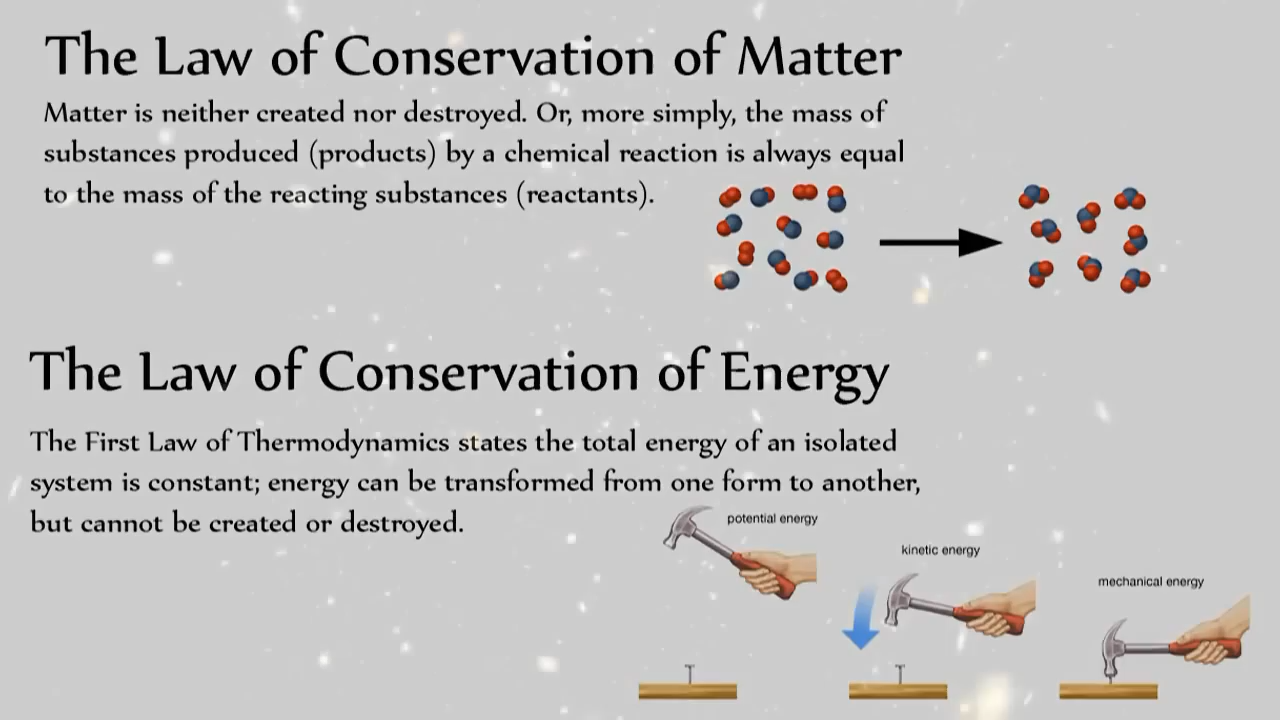 The Law of Conservation of Matter
Matter is neither created nor destroyed. Or, more simply, the mass of
substances produced (products) by a chemical reaction is always equal
to the mass of the reacting substances (reactants).
The Law of Conservation of Energy
The First Law of Thermodynamics states the total energy of an isolated
system is constant; energy can be transformed from one form to another,
but cannot be created or destroyed.
potential energy
kinetic energy
mechanical energy